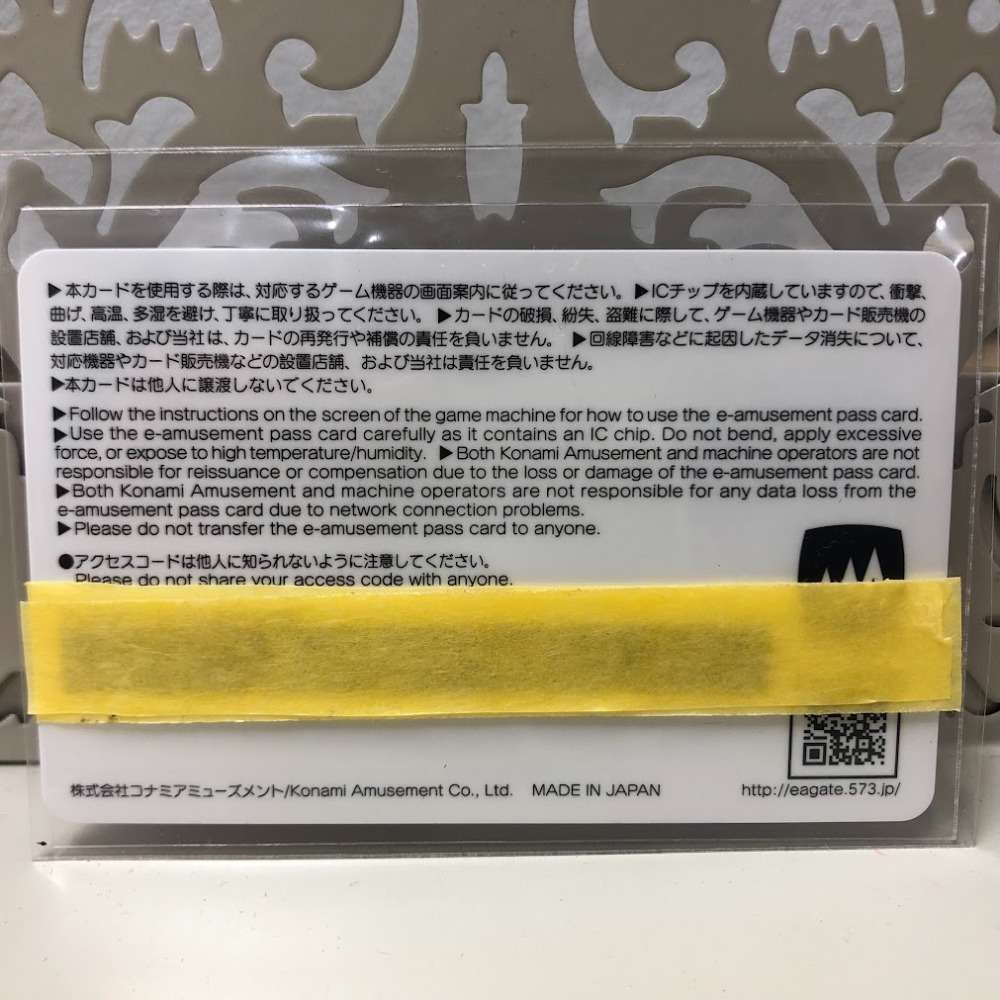 ▶本カードを使用する際は、対応するゲーム機器の画面案内に従ってください。 ▶ICチップを内蔵していますので、衝撃、
曲げ、高温、多湿を避け、丁寧に取り扱ってください。 ▶カードの破損、紛失、盗難に際して、ゲーム機器やカード販売機の
設置店舗、および当社は、カードの再発行や補償の責任を負いません。 ▶回線障害などに起因したデータ消失について、
対応機器やカード販売機などの設置店舗、および当社は責任を負いません。
▶本カードは他人に譲渡しないでください。
▶Follow the instructions on the screen of the game machine for how to use the e-amusement pass card.
▶Use the e-amusement pass card carefully as it contains an IC chip. Do not bend, apply excessive
force, or expose to high temperature/humidity. ▶Both Konami Amusement and machine operators are not
responsible for reissuance or compensation due to the loss or damage of the e-amusement pass card.
▶Both Konami Amusement and machine operators are not responsible for any data loss from the
e-amusement pass card due to network connection problems.
▶Please do not transfer the e-amusement pass card to anyone.
●アクセスコードは他人に知られないように注意してください。
Please do not share your access code with anyone.
株式会社コナミアミューズメント/Konami Amusement Co., Ltd. MADE IN JAPAN http://eagate.573.jp/